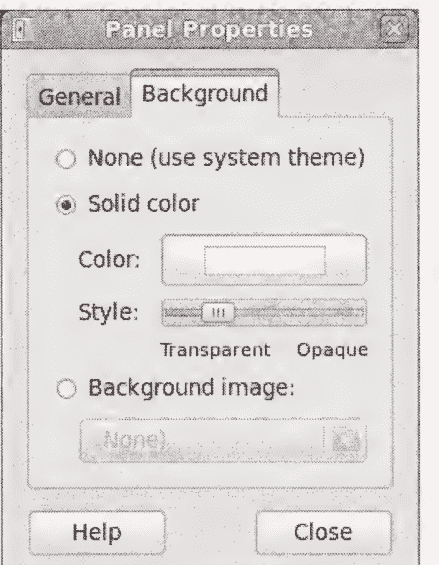 Panel Properties
General Background
None (use system theme)
Solid color
Color:
Style:
Transparent Opaque
Background image:
None)
Help Close